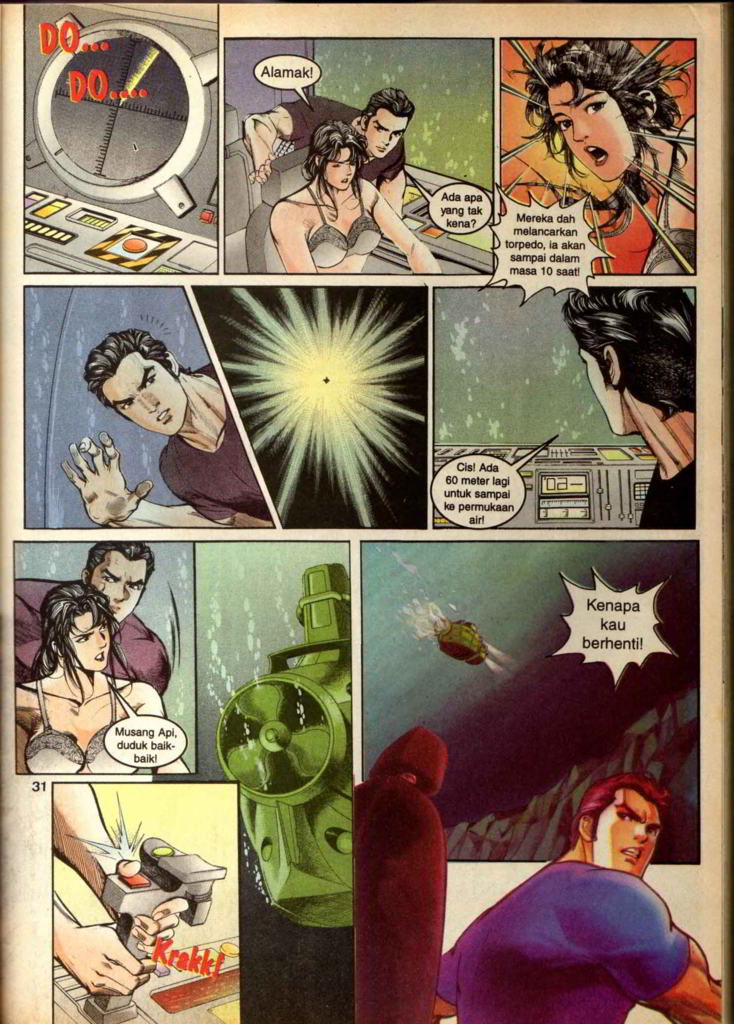 DO...
DO....
Alamak!
Ada apa
yang tak
kena?
Mereka dah
melancarkan
torpedo, ia akan
sampai dalam
masa 10 saat!
Cis! Ada
60 meter lagi
untuk sampai
ke permukaan
air!
Musang Api,
duduk baik-
baik!
Kenapa
kau
berhenti!
31
Krakk!